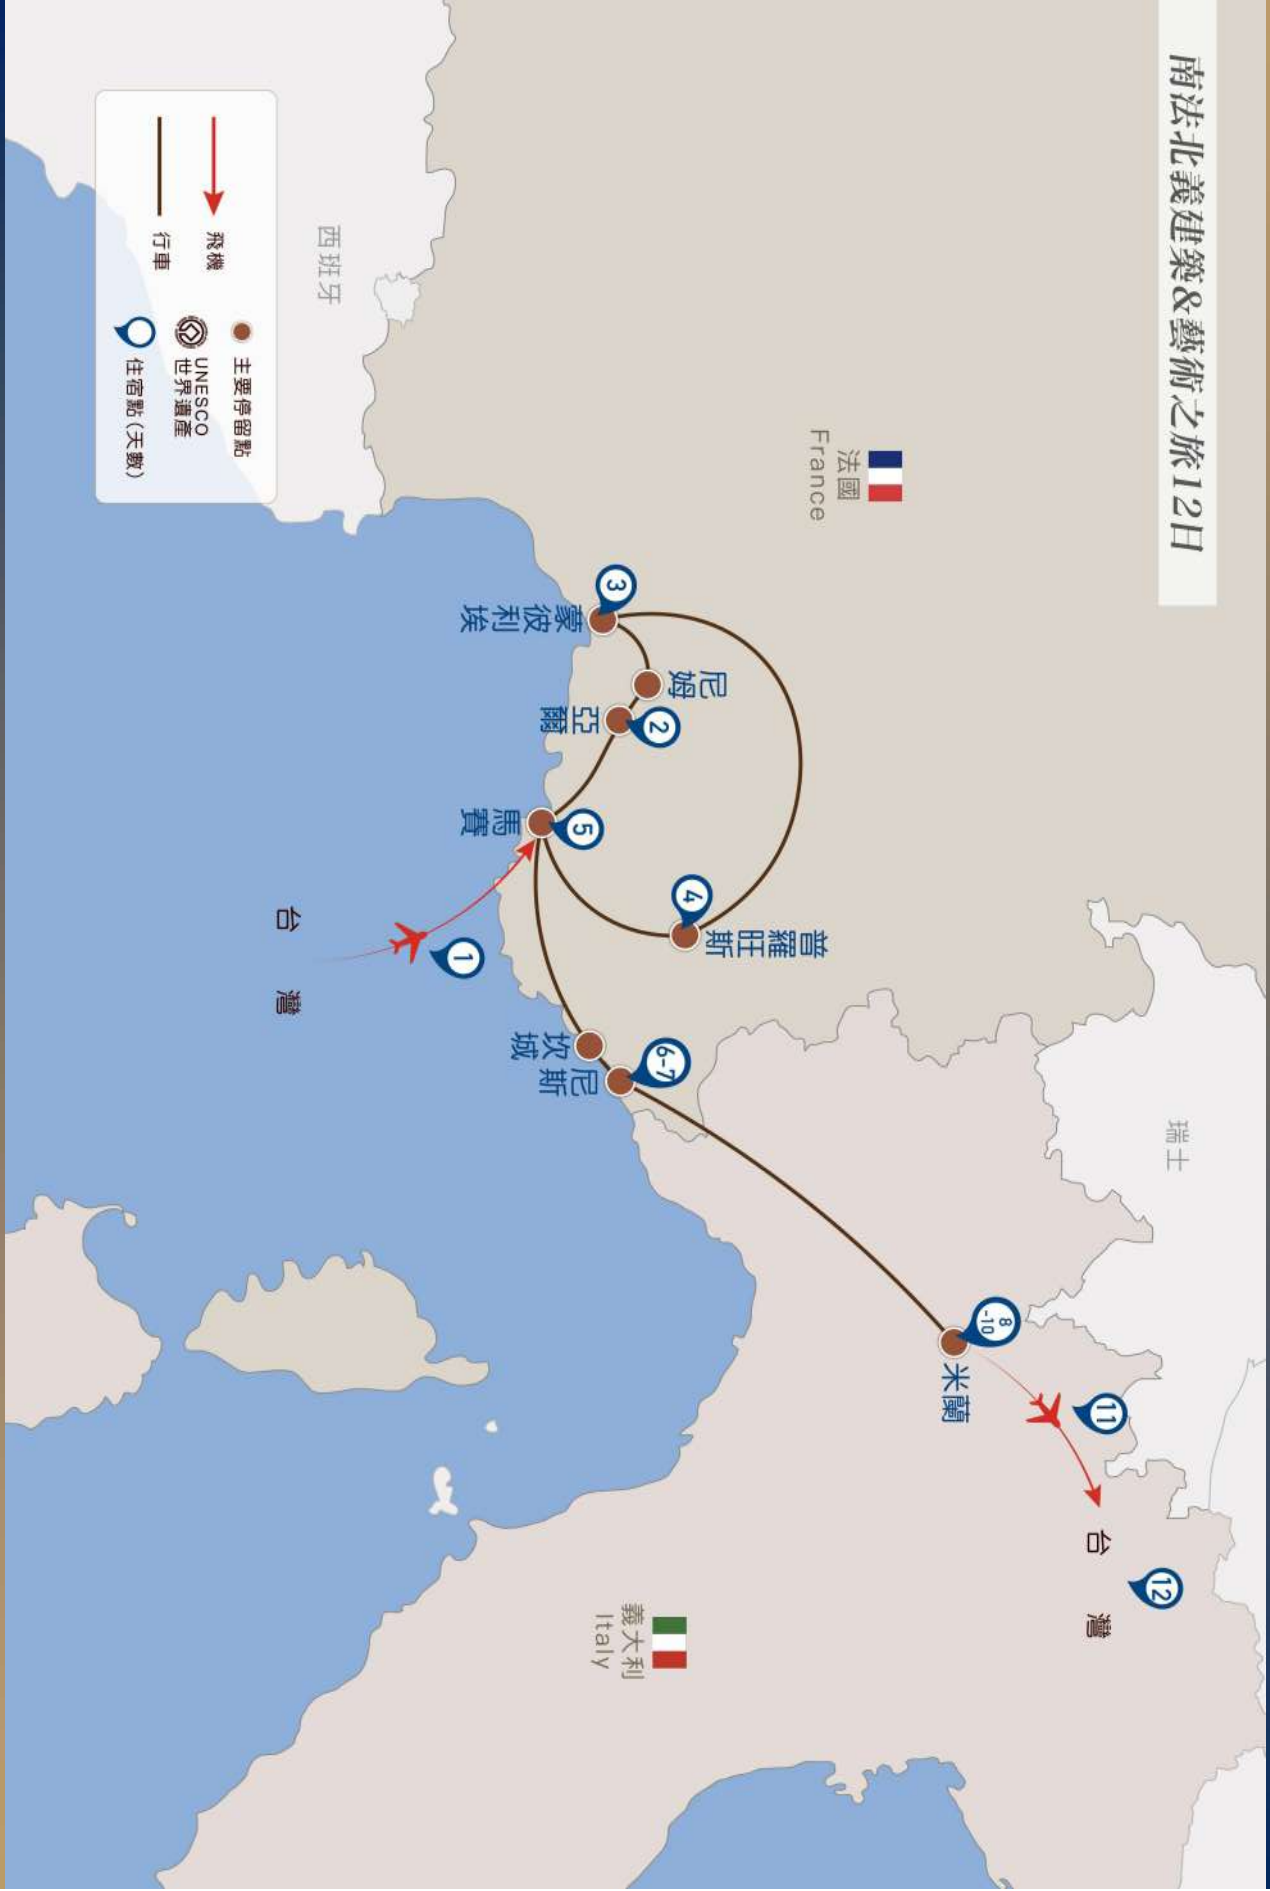 南法北義建築&藝術之旅12日
法國
France
瑞士
西班牙
義大利
Italy
3
蒙彼利埃
尼姆
2
亞爾
5
馬賽
4
普羅旺斯
1
台灣
坎城
6-7
尼斯
8
-10
米蘭
11
台灣
12
飛機
行車
主要停留點
UNESCO
世界遺產
住宿點(天數)